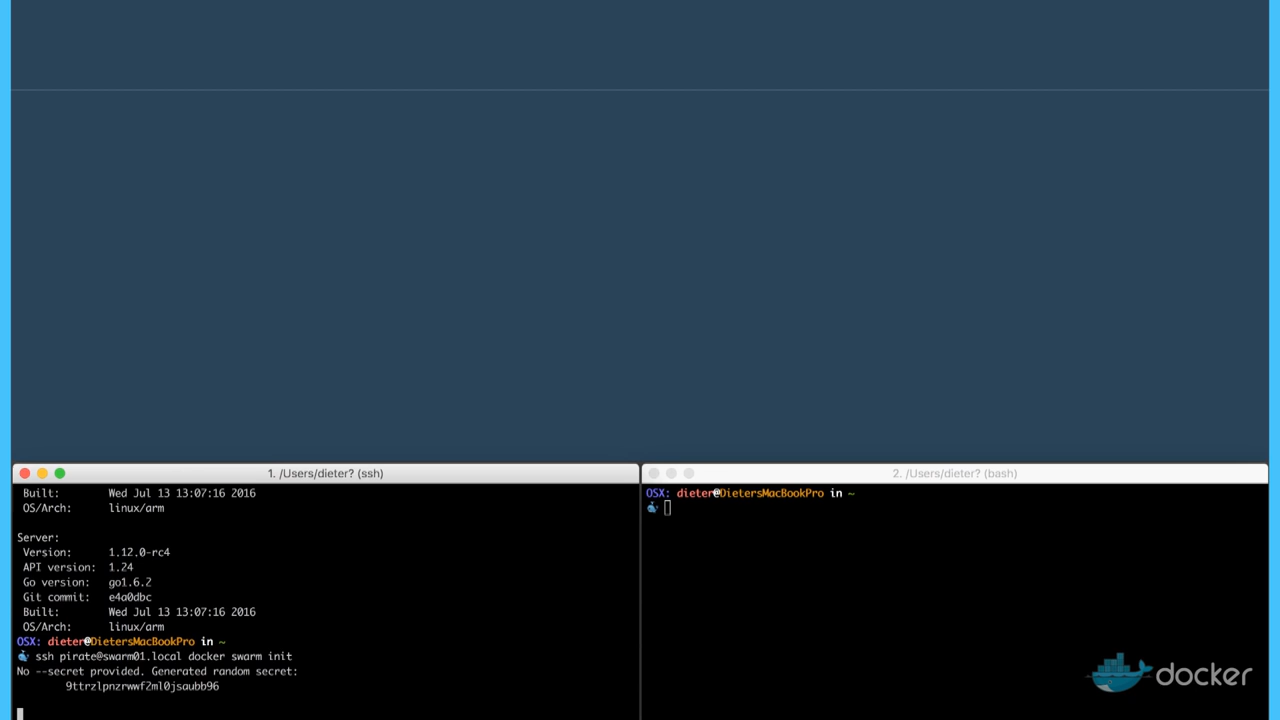 1. /Users/dieter? (ssh)
Built: Wed Jul 13 13:07:16 2016
OS/Arch: linux/arm
Server:
Version: 1.12.0-rc4
API version: 1.24
Go version: go1.6.2
Git commit: e4a0dbc
Built: Wed Jul 13 13:07:16 2016
OS/Arch: linux/arm
OSX: dieter@DietersMacBookPro in ~
ssh pirate@swarm01.local docker swarm init
No --secret provided. Generated random secret:
9ttrzlpnzrwwf2ml0jsaubb96
2. /Users/dieter? (bash)
OSX: dieter@DietersMacBookPro in ~
docker